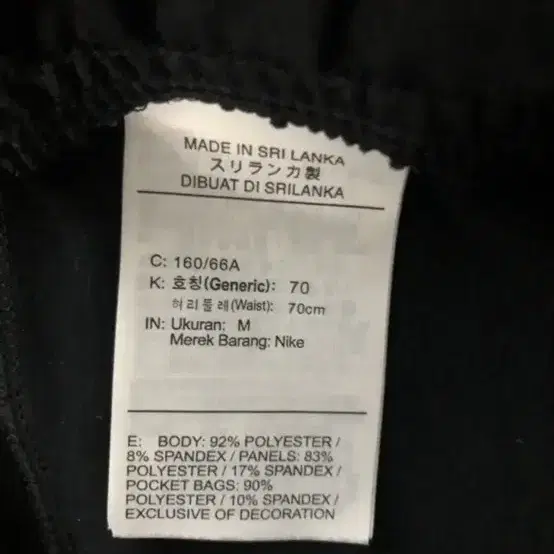 MADE IN SRI LANKA
スリランカ製
DIBUAT DI SRILANKA
C: 160/66A
K: 호칭(Generic): 70
허리둘레(Waist): 70cm
IN: Ukuran: M
Merek Barang: Nike
E: BODY: 92% POLYESTER /
8% SPANDEX / PANELS: 83%
POLYESTER / 17% SPANDEX /
POCKET BAGS: 90%
POLYESTER / 10% SPANDEX /
EXCLUSIVE OF DECORATION